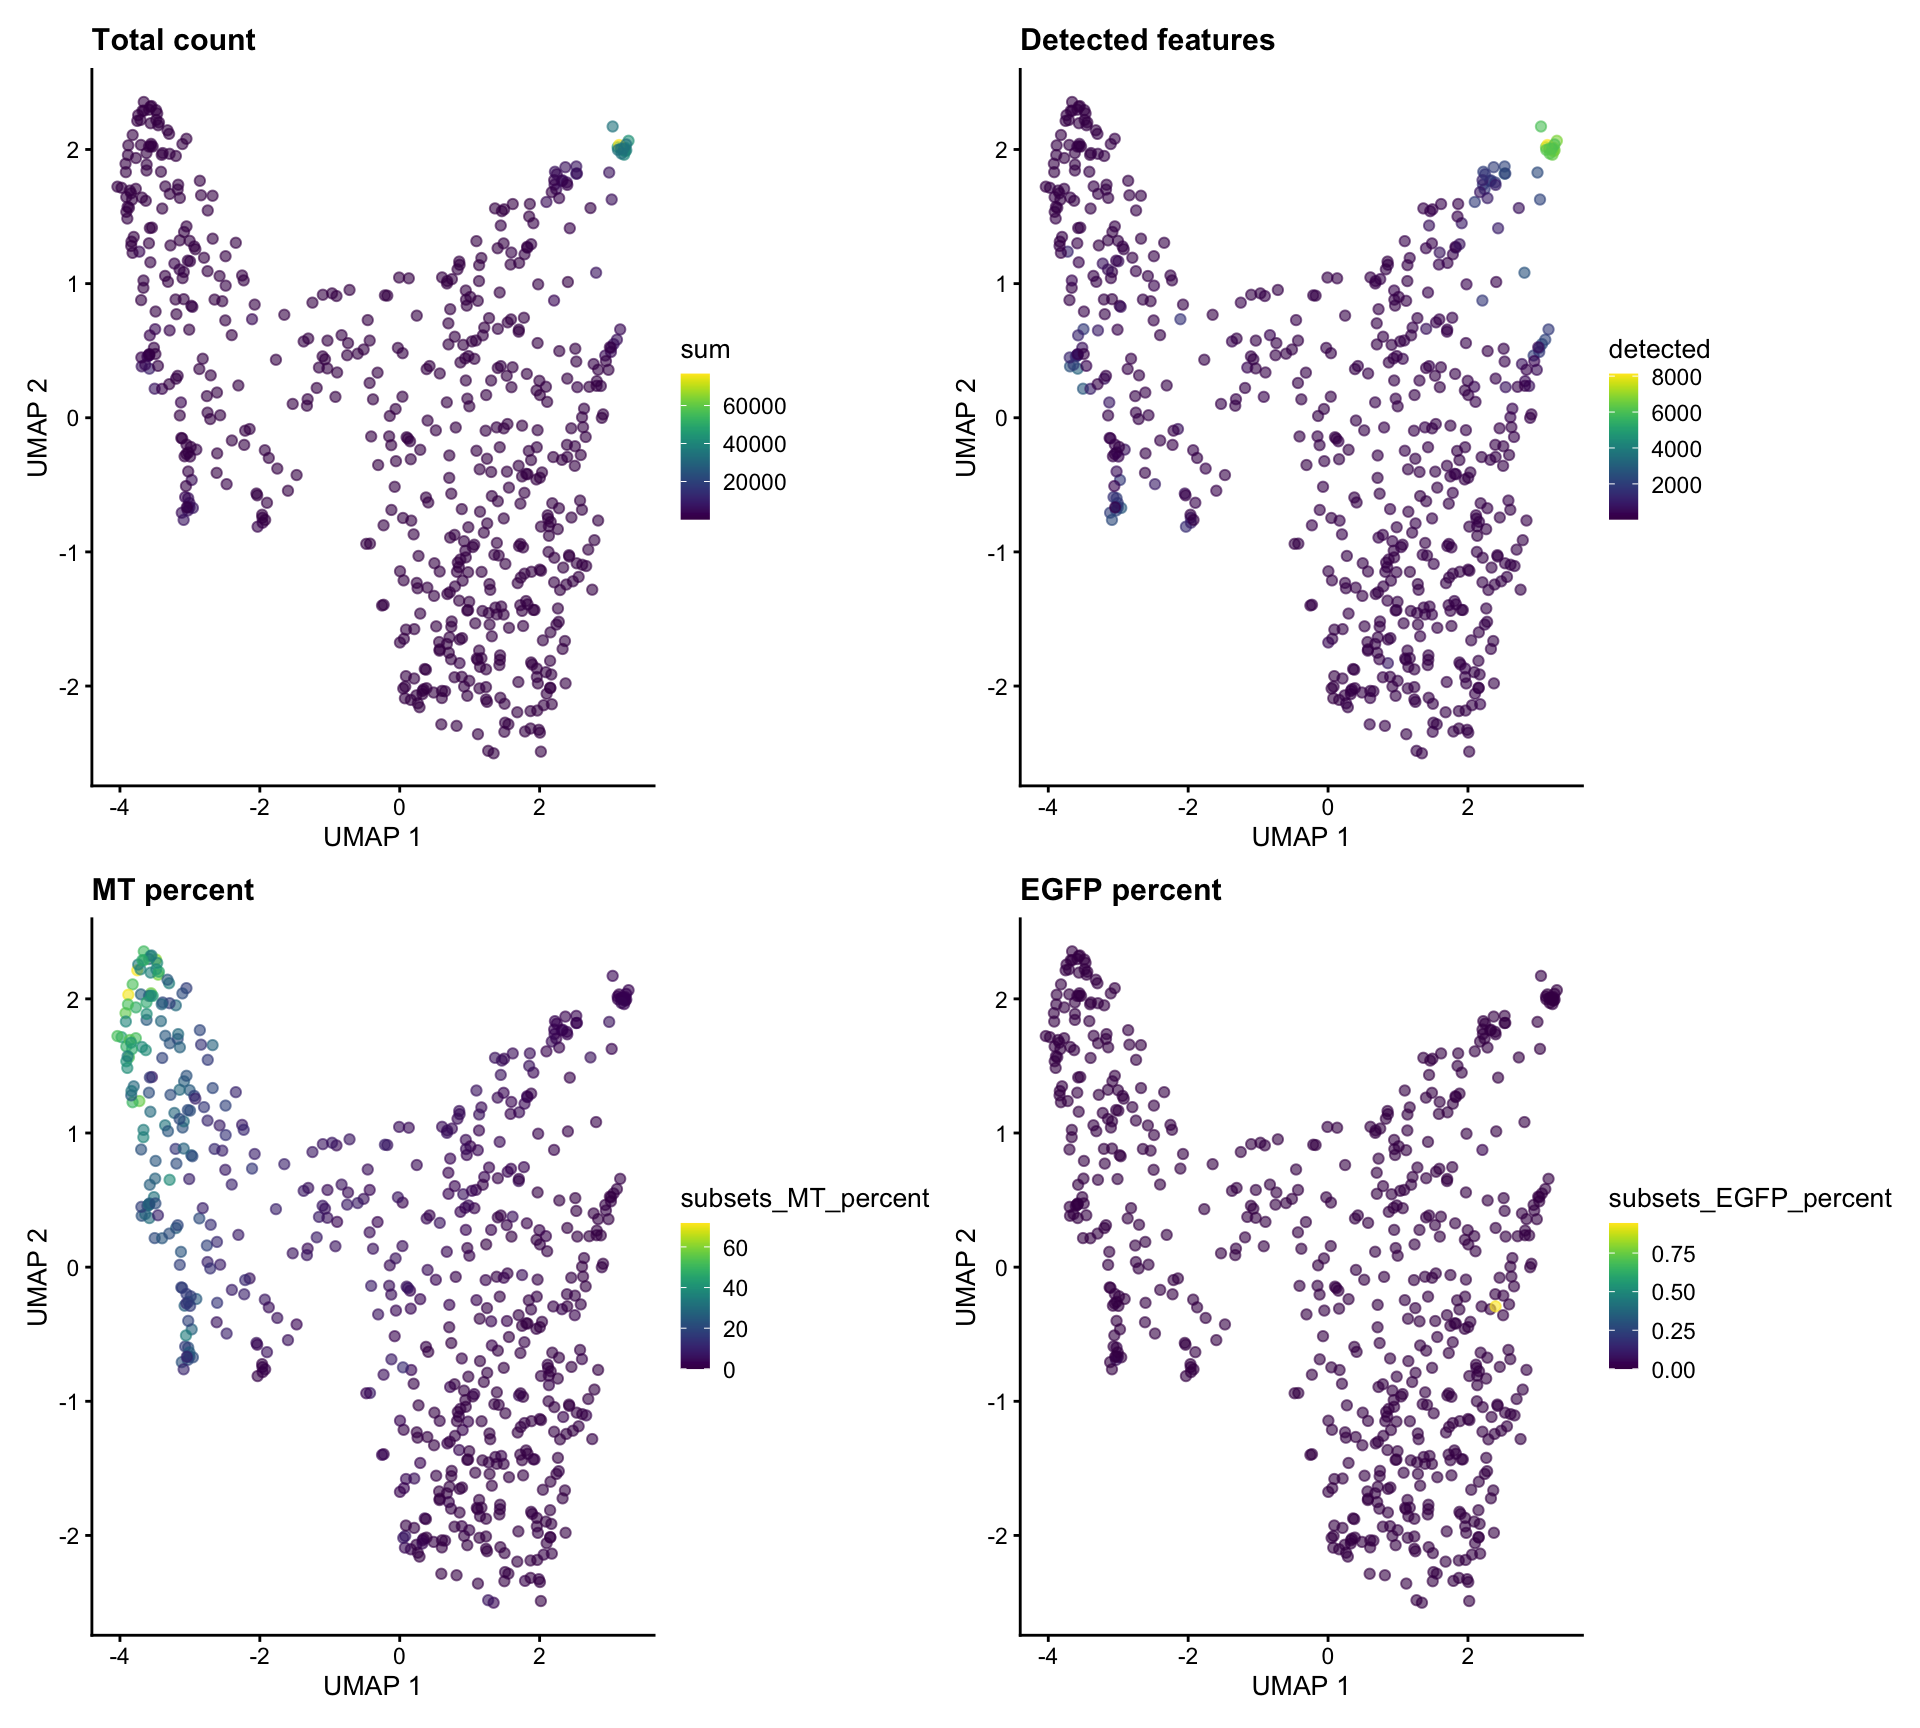 Total count
2
1
0
-1
-2
UMAP 2
-4 -2 0 2
UMAP 1
sum
60000
40000
20000
Detected features
2
1
0
-1
-2
UMAP 2
-4 -2 0 2
UMAP 1
detected
8000
6000
4000
2000
MT percent
2
1
0
-1
-2
UMAP 2
-4 -2 0 2
UMAP 1
subsets_MT_percent
60
40
20
0
EGFP percent
2
1
0
-1
-2
UMAP 2
-4 -2 0 2
UMAP 1
subsets_EGFP_percent
0.75
0.50
0.25
0.00